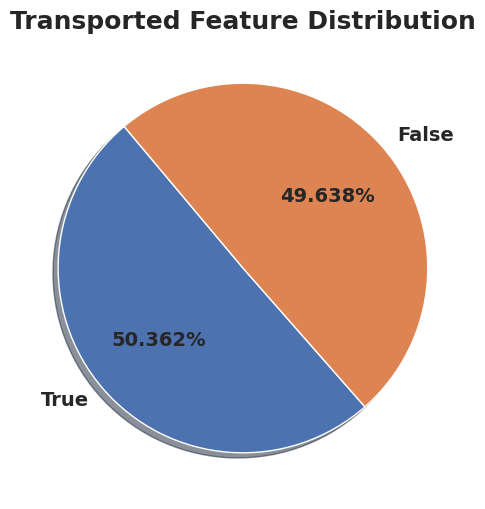 Transported Feature Distribution
False
49.638%
50.362%
True